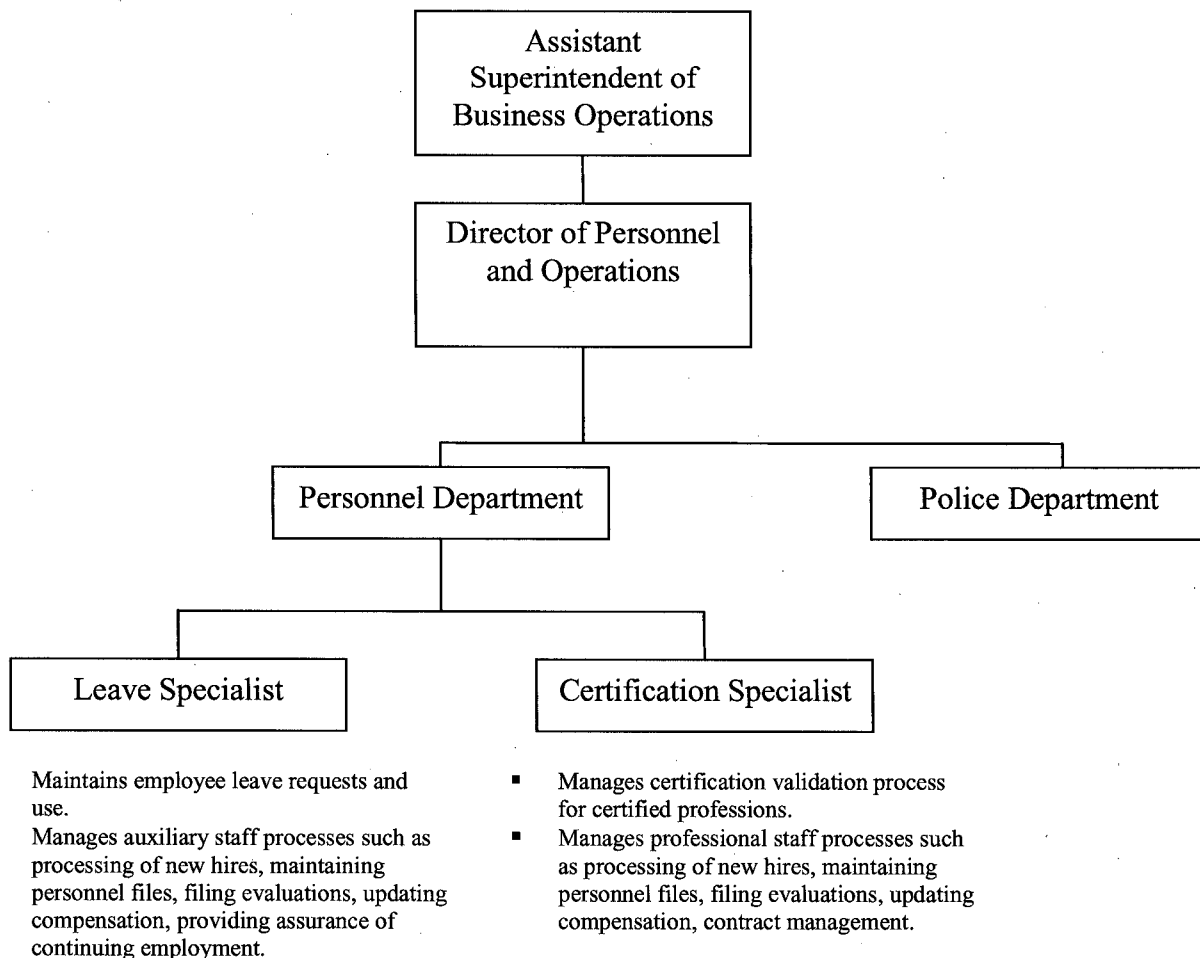 Assistant
Superintendent of
Business Operations
Director of Personnel
and Operations
Personnel Department
Police Department
Leave Specialist
Certification Specialist
Maintains employee leave requests and
use.
Manages auxiliary staff processes such as
processing of new hires, maintaining
personnel files, filing evaluations, updating
compensation, providing assurance of
continuing employment.
▪ Manages certification validation process
for certified professions.
▪ Manages professional staff processes such
as processing of new hires, maintaining
personnel files, filing evaluations, updating
compensation, contract management.